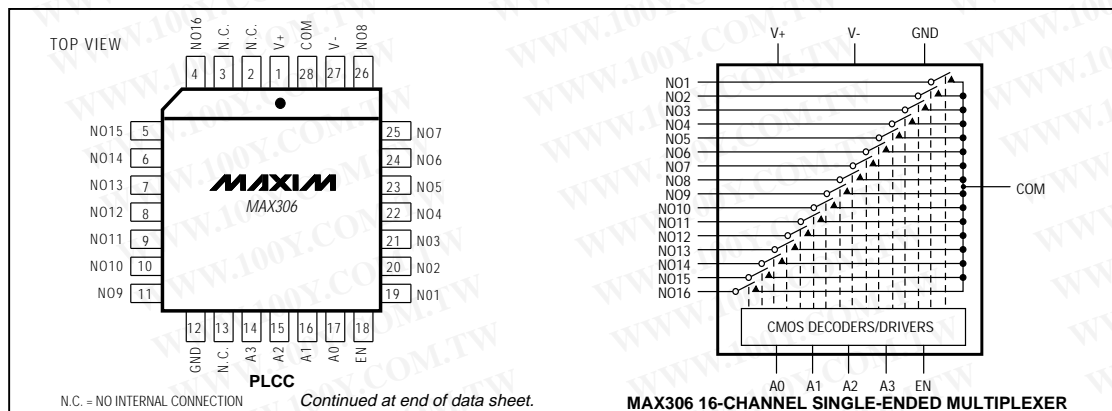 TOP VIEW
NO16
N.C.
N.C.
V+
COM
V-
NO8
4
3
2
1
28
27
26
NO15 5
NO14 6
NO13 7
NO12 8
NO11 9
NO10 10
NO9 11
MAXIM
MAX306
25 NO7
24 NO6
23 NO5
22 NO4
21 NO3
20 NO2
19 NO1
12
13
14
15
16
17
18
GND
N.C.
A3
A2
A1
A0
EN
PLCC
N.C. = NO INTERNAL CONNECTION
Continued at end of data sheet.
V+
V-
GND
NO1
NO2
NO3
NO4
NO5
NO6
NO7
NO8
NO9
NO10
NO11
NO12
NO13
NO14
NO15
NO16
COM
CMOS DECODERS/DRIVERS
A0
A1
A2
A3
EN
MAX306 16-CHANNEL SINGLE-ENDED MULTIPLEXER
WWW.100Y.COM.TW